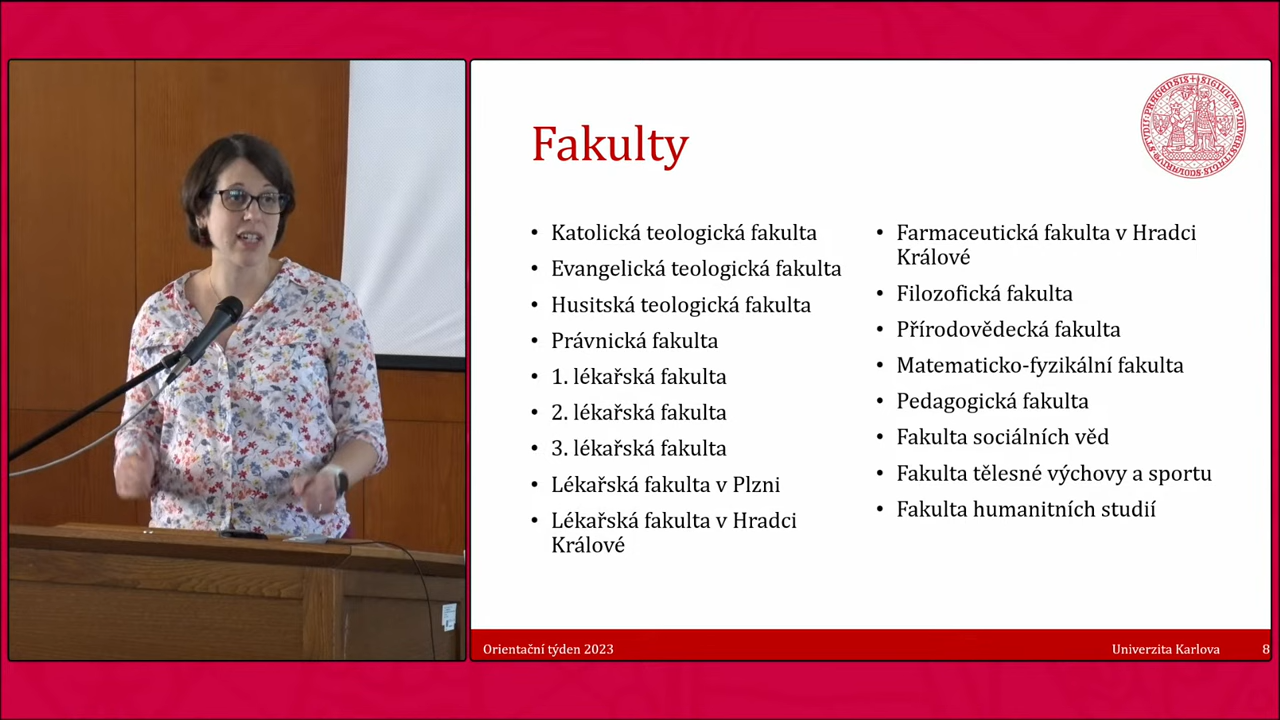 Fakulty
• Katolická teologická fakulta
• Evangelická teologická fakulta
• Husitská teologická fakulta
• Právnická fakulta
• 1. lékařská fakulta
• 2. lékařská fakulta
• 3. lékařská fakulta
• Lékařská fakulta v Plzni
• Lékařská fakulta v Hradci
Králové
• Farmaceutická fakulta v Hradci
Králové
• Filozofická fakulta
• Přírodovědecká fakulta
• Matematicko-fyzikální fakulta
• Pedagogická fakulta
• Fakulta sociálních věd
• Fakulta tělesné výchovy a sportu
• Fakulta humanitních studií
Orientační týden 2023
Univerzita Karlova
8